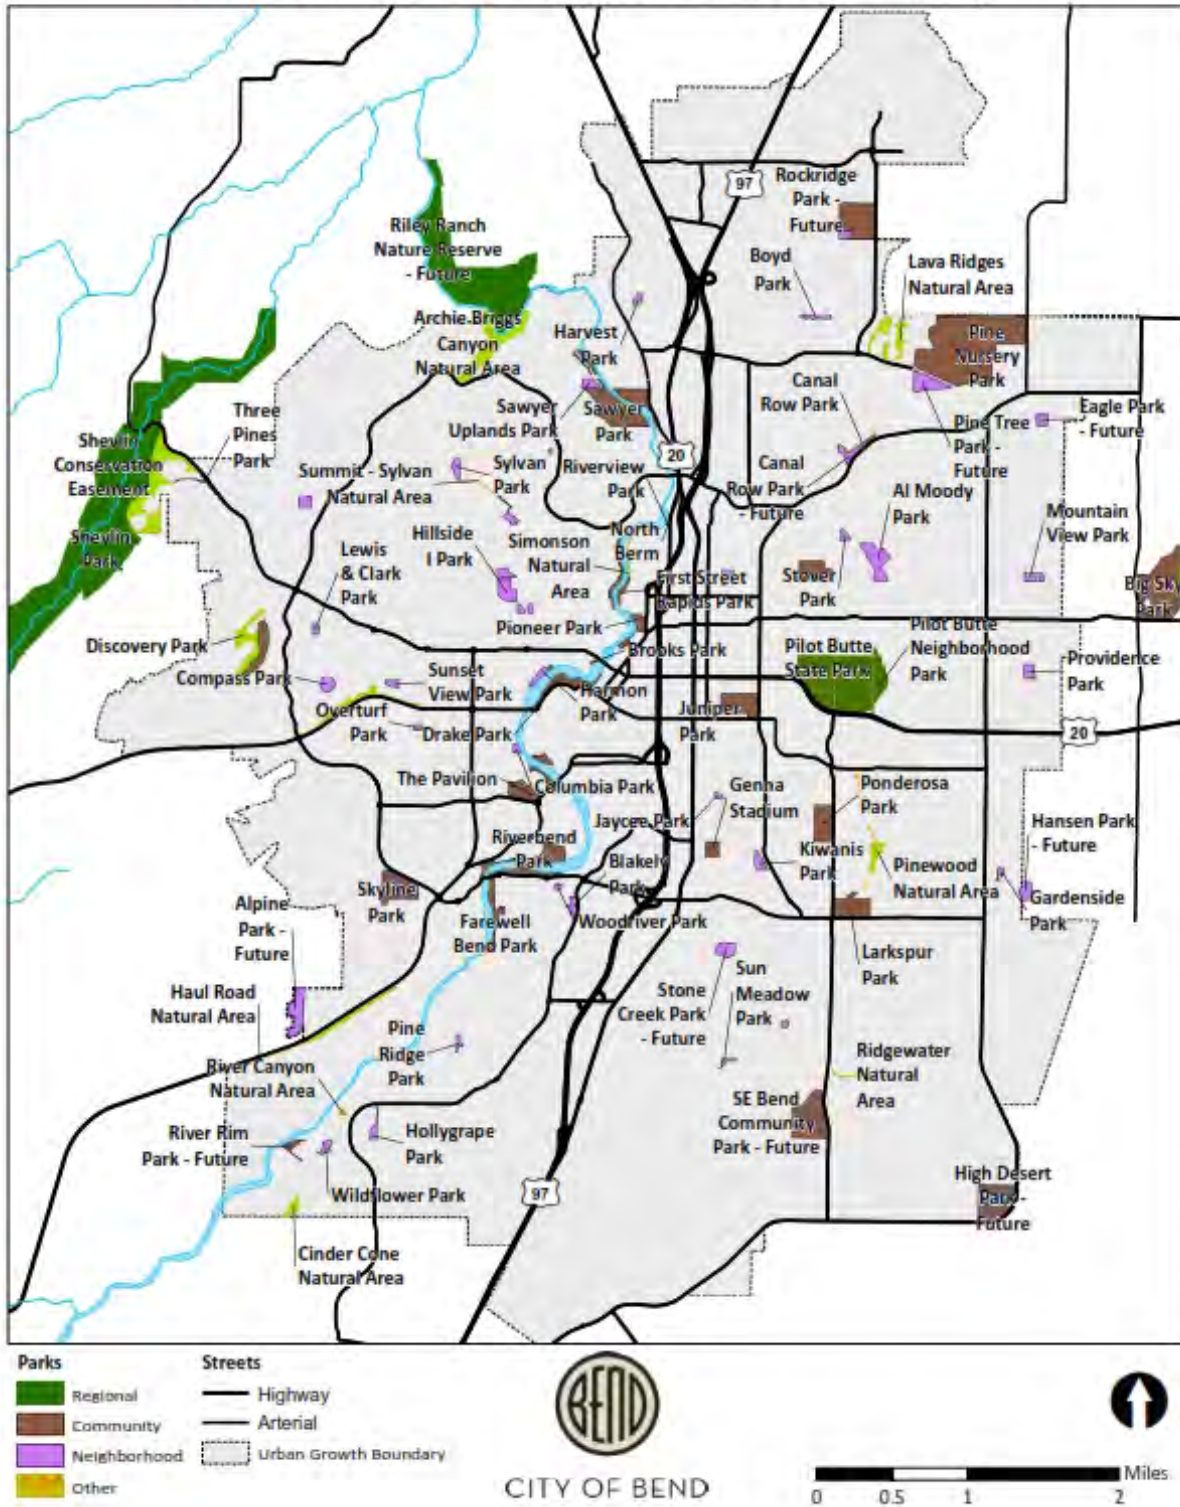 97
Rockridge
Park -
Future
Riley Ranch
Nature Reserve
- Future
Boyd
Park
Lava Ridges
Natural Area
Archie Briggs
Canyon
Natural Area
Harvest
Park
Pine
Nursery
Park
Canal
Row Park
Three
Pines
Park
Sawyer
Uplands Park
Sawyer
Park
Pine Tree
Park -
Future
Eagle Park
- Future
Shevlin
Conservation
Easement
20
Summit - Sylvan
Natural Area
Sylvan
Park
Riverview
Park
Canal
Row Park
- Future
Al Moody
Park
Mountain
View Park
Shevlin
Park
Hillside
I Park
Simonson
Natural
Area
North
Berm
Lewis
& Clark
Park
First Street
Rapids Park
Stover
Park
Big Sky
Park
Pioneer Park
Discovery Park
Brooks Park
Pilot Butte
State Park
Pilot Butte
Neighborhood
Park
Providence
Park
Compass Park
Sunset
View Park
Harmon
Park
Juniper
Park
Overturf
Park
Drake Park
20
The Pavilion
Columbia Park
Genna
Stadium
Ponderosa
Park
Jaycee Park
Hansen Park
- Future
Riverbend
Park
Blakely
Park
Kiwanis
Park
Pinewood
Natural Area
Skyline
Park
Gardenside
Park
Alpine
Park -
Future
Farewell
Bend Park
Woodriver Park
Larkspur
Park
Haul Road
Natural Area
Stone
Creek Park
- Future
Sun
Meadow
Park
Pine
Ridge
Park
River Canyon
Natural Area
Ridgewater
Natural
Area
SE Bend
Community
Park - Future
River Rim
Park - Future
Hollygrape
Park
High Desert
Park -
Future
Wildflower Park
97
Cinder Cone
Natural Area
Parks
Regional
Community
Neighborhood
Other
Streets
Highway
Arterial
Urban Growth Boundary
BEND
CITY OF BEND
Miles
0 0.5 1 2